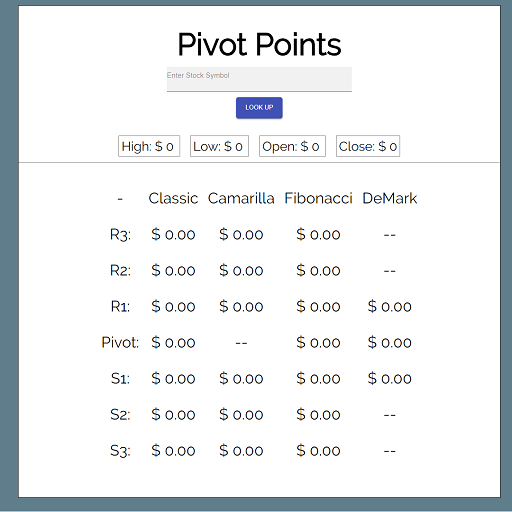 Pivot Points
Enter Stock Symbol
LOOK UP
High: $ 0 Low: $ 0 Open: $ 0 Close: $ 0
- Classic Camarilla Fibonacci DeMark
R3: $ 0.00 $ 0.00 $ 0.00 --
R2: $ 0.00 $ 0.00 $ 0.00 --
R1: $ 0.00 $ 0.00 $ 0.00 $ 0.00
Pivot: $ 0.00 -- $ 0.00 $ 0.00
S1: $ 0.00 $ 0.00 $ 0.00 $ 0.00
S2: $ 0.00 $ 0.00 $ 0.00 --
S3: $ 0.00 $ 0.00 $ 0.00 --